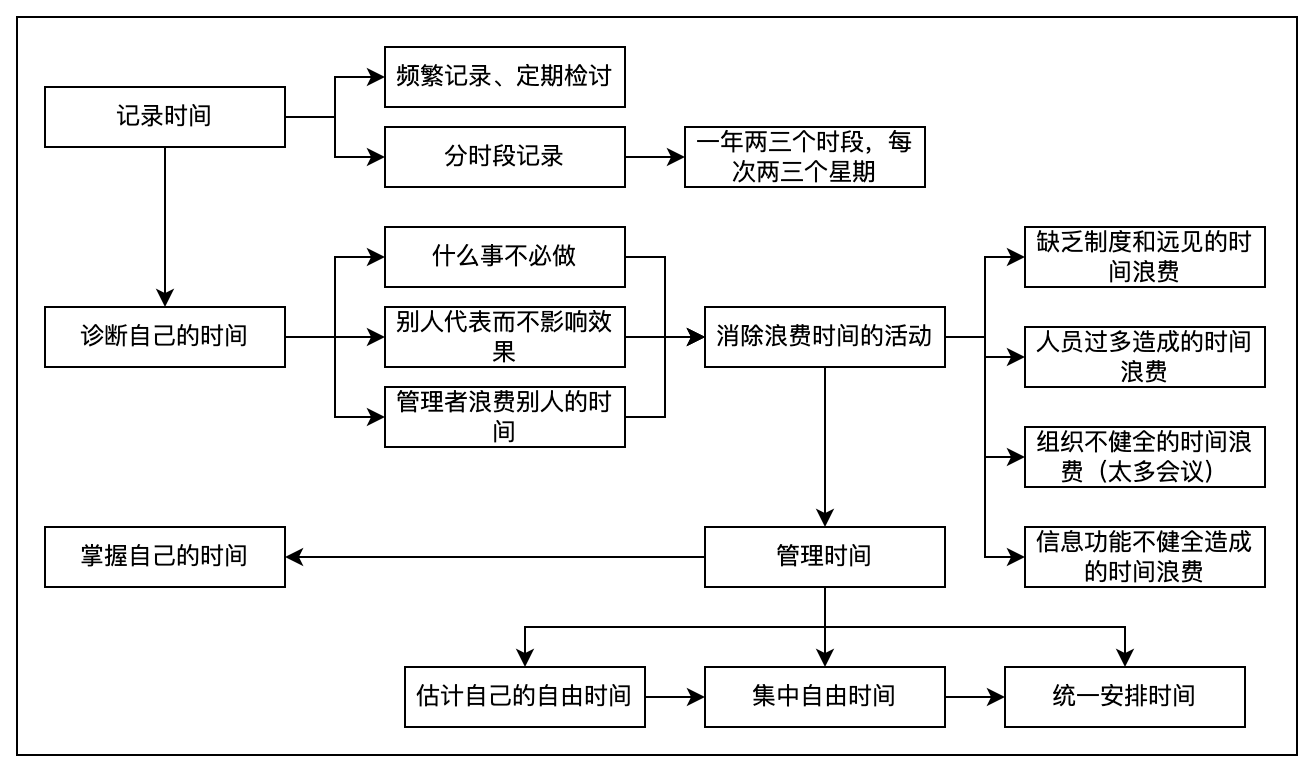 频繁记录、定期检讨
记录时间
分时段记录
一年两三个时段，每
次两三个星期
什么事不必做
别人代表而不影响效
果
管理者浪费别人的时
间
诊断自己的时间
消除浪费时间的活动
缺乏制度和远见的时
间浪费
人员过多造成的时间
浪费
组织不健全的时间浪
费（太多会议）
信息功能不健全造成
的时间浪费
掌握自己的时间
管理时间
估计自己的自由时间
集中自由时间
统一安排时间